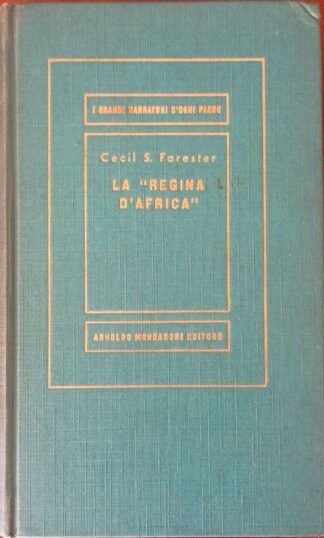 I GRANDI NARRATORI D'OGNI PAESE
Cecil S. Forester
LA "REGINA
D'AFRICA"
ARNOLDO MONDADORI EDITORE